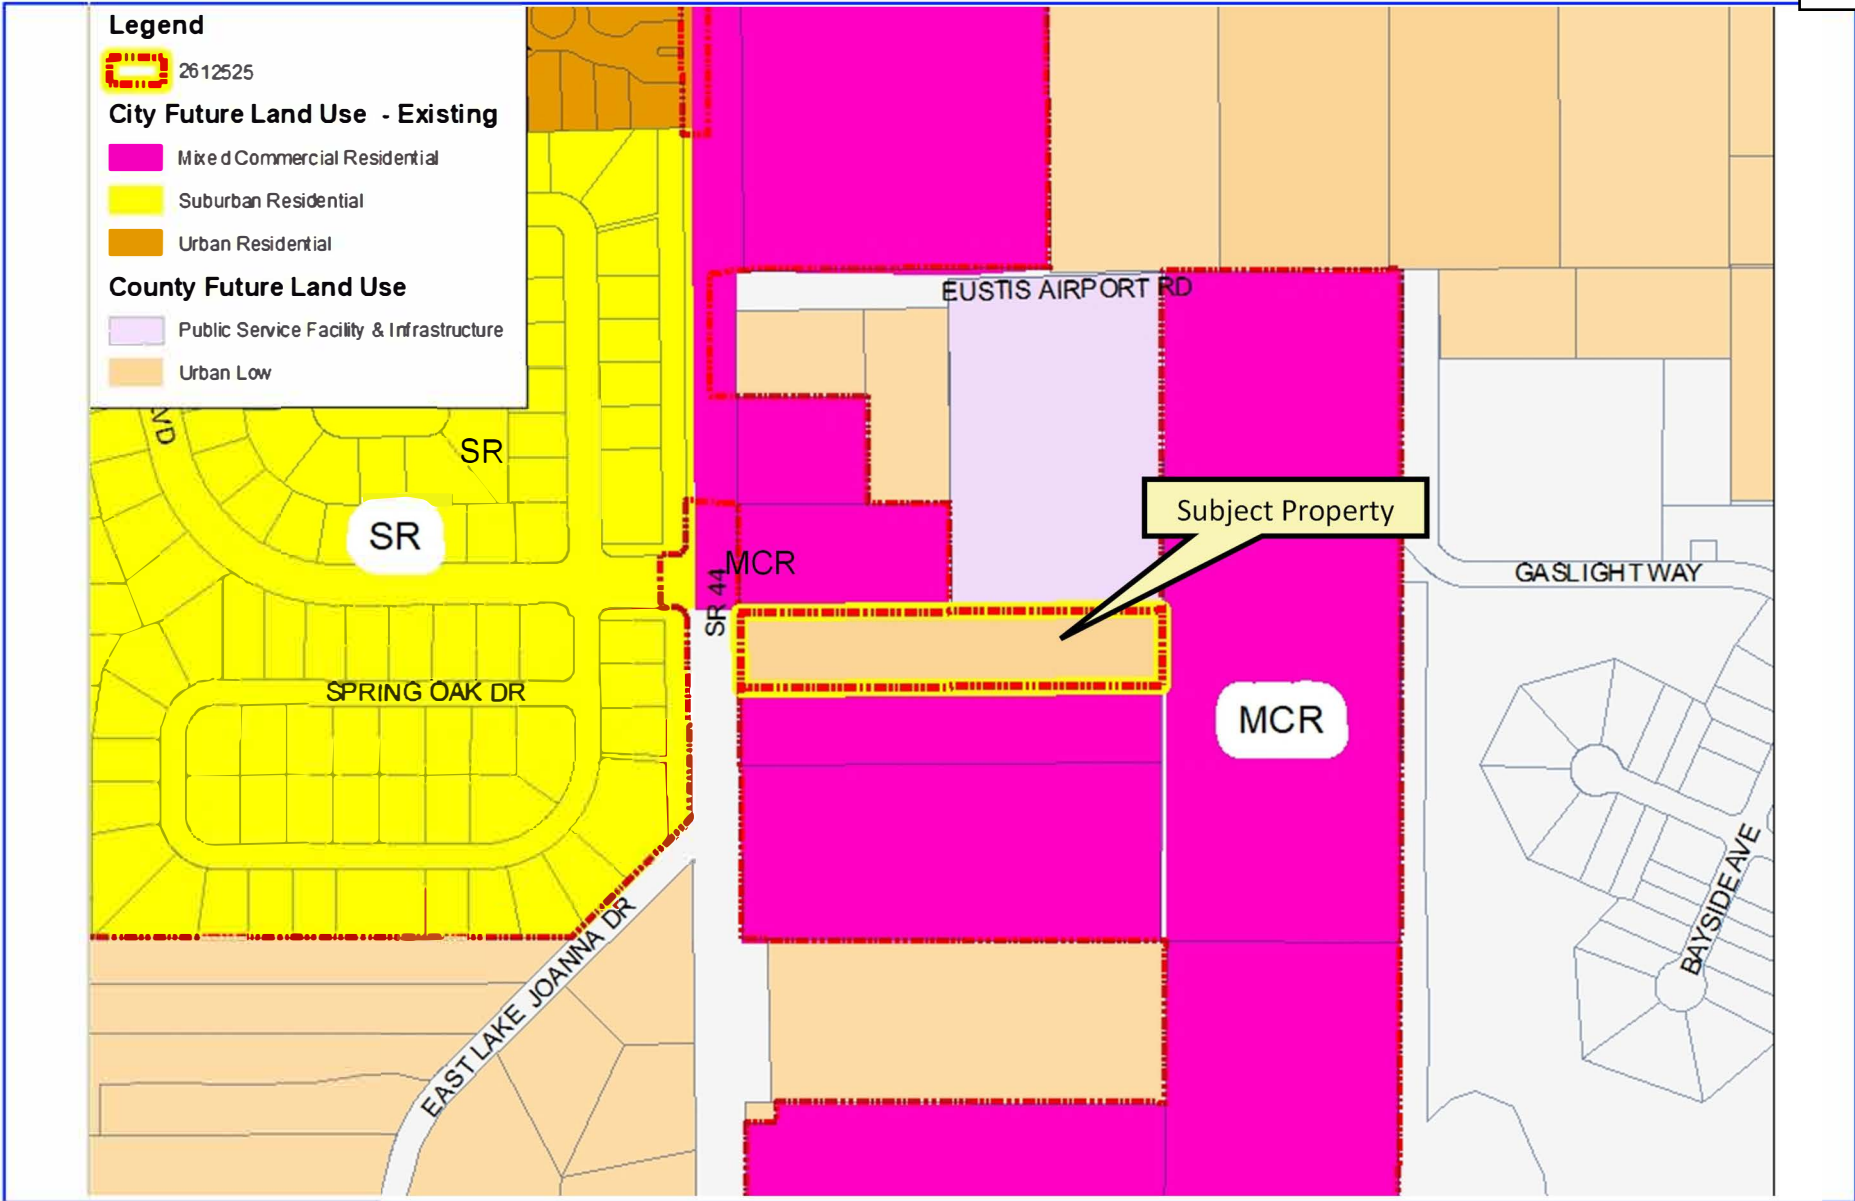 Legend
2612525
City Future Land Use - Existing
Mixed Commercial Residential
Suburban Residential
Urban Residential
County Future Land Use
Public Service Facility & Infrastructure
Urban Low
EUSTIS AIRPORT RD
VD
SR
SR
Subject Property
MCR
SR 44
GASLIGHT WAY
SPRING OAK DR
MCR
BAYSIDE AVE
EAST LAKE JOANNA DR